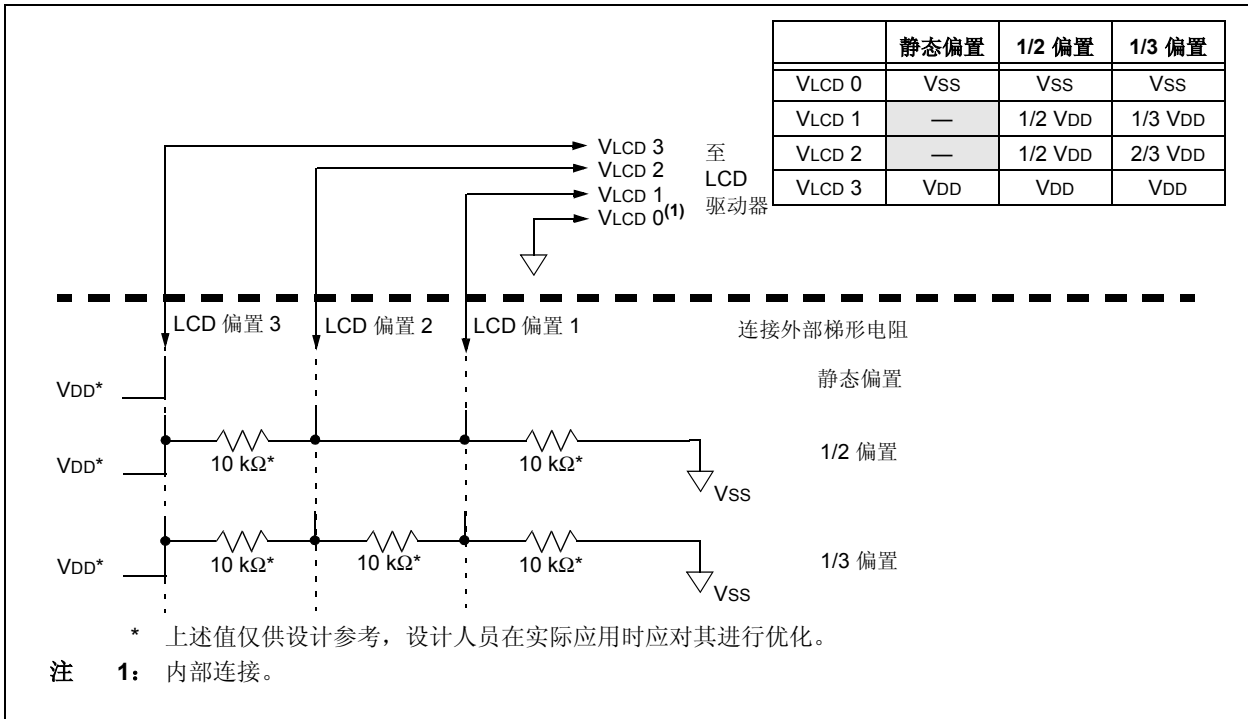 静态偏置 1/2 偏置 1/3 偏置
VLCD 0 VSS VSS VSS
VLCD 1 — 1/2 VDD 1/3 VDD
VLCD 2 — 1/2 VDD 2/3 VDD
VLCD 3 VDD VDD VDD
VLCD 3
VLCD 2
VLCD 1
VLCD 0(1)
至
LCD
驱动器
LCD 偏置 3 LCD 偏置 2 LCD 偏置 1
连接外部梯形电阻
VDD*
静态偏置
VDD* 10 kΩ* 10 kΩ* VSS
1/2 偏置
VDD* 10 kΩ* 10 kΩ* 10 kΩ* VSS
1/3 偏置
* 上述值仅供设计参考，设计人员在实际应用时应对其进行优化。
注 1： 内部连接。